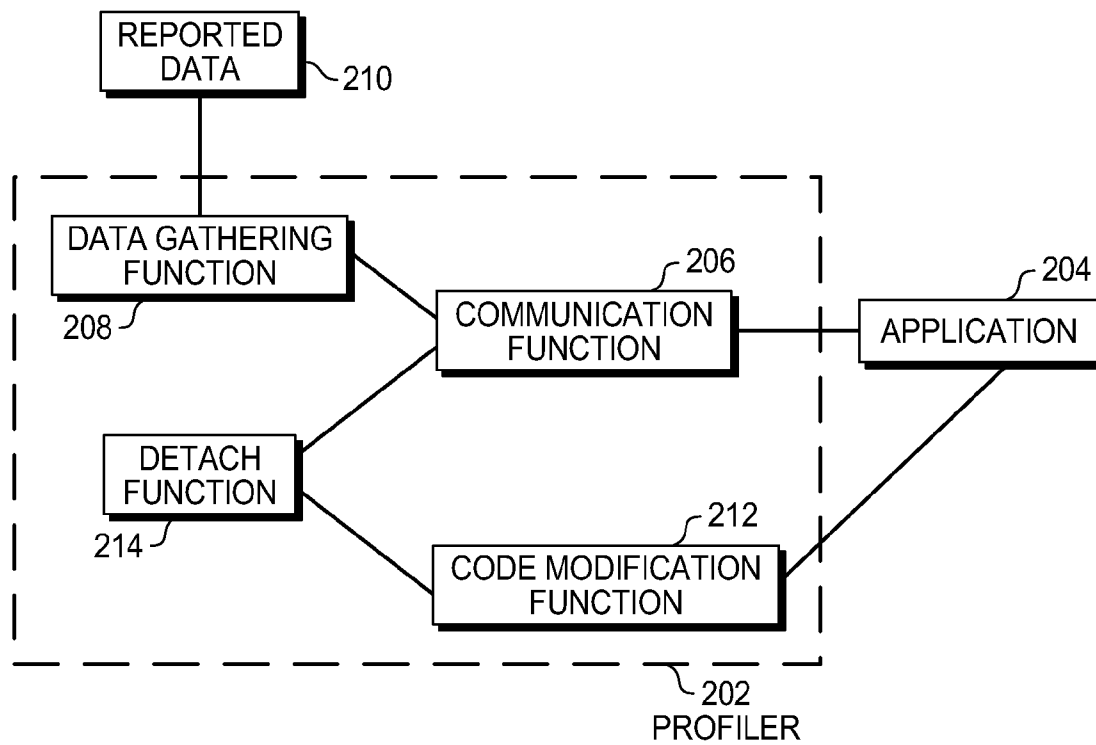 REPORTED
DATA
210
DATA GATHERING
FUNCTION
208
206
COMMUNICATION
FUNCTION
204
APPLICATION
DETACH
FUNCTION
214
212
CODE MODIFICATION
FUNCTION
202
PROFILER